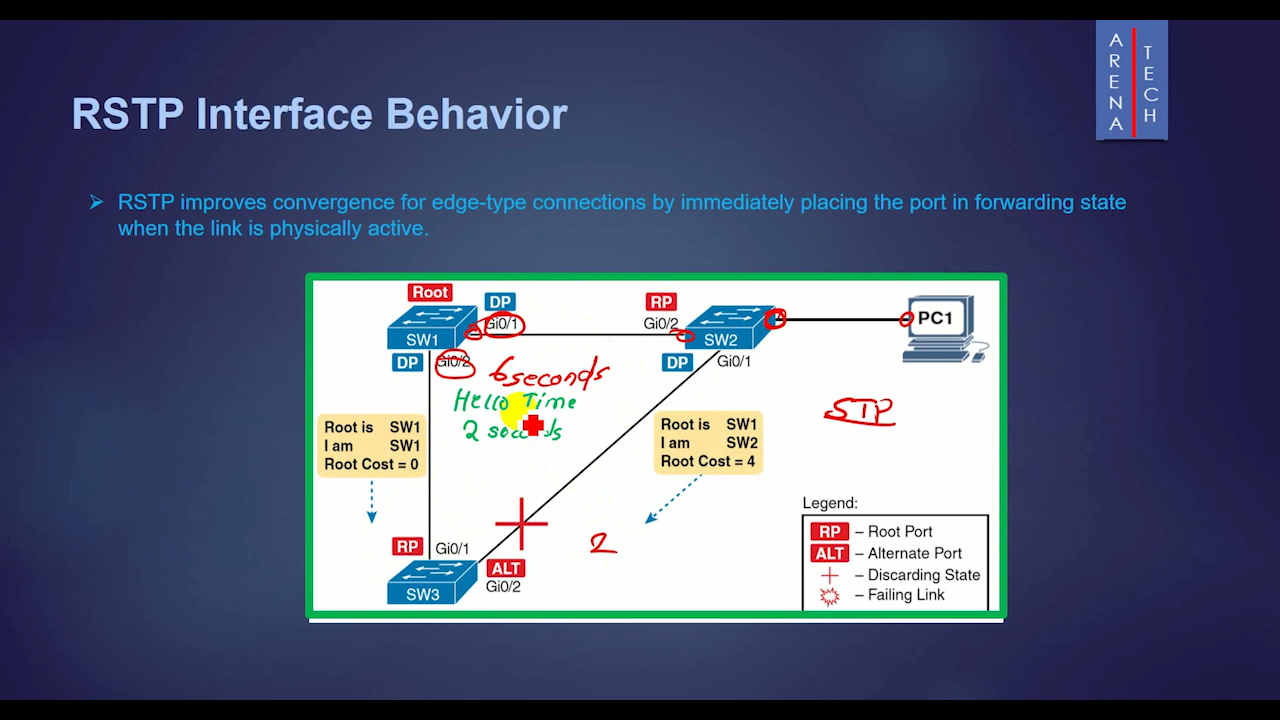 ARENA
TECH
RSTP Interface Behavior
RSTP improves convergence for edge-type connections by immediately placing the port in forwarding state
when the link is physically active.
Root
DP
Gi0/1
RP
Gi0/2
SW1
SW2
PC1
DP
Gi0/2
DP
Gi0/1
6 seconds
Hello Time
2 seconds
STP
Root is SW1
I am SW1
Root Cost = 0
Root is SW1
I am SW2
Root Cost = 4
2
RP
Gi0/1
ALT
Gi0/2
SW3
Legend:
RP – Root Port
ALT – Alternate Port
– Discarding State
– Failing Link